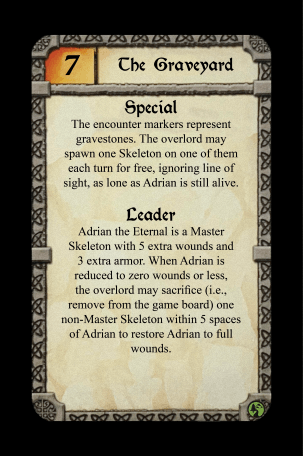 7 The Graveyard
Special
The encounter markers represent
gravestones. The overlord may
spawn one Skeleton on one of them
each turn for free, ignoring line of
sight, as lone as Adrian is still alive.
Leader
Adrian the Eternal is a Master
Skeleton with 5 extra wounds and
3 extra armor. When Adrian is
reduced to zero wounds or less,
the overlord may sacrifice (i.e.,
remove from the game board) one
non-Master Skeleton within 5 spaces
of Adrian to restore Adrian to full
wounds.